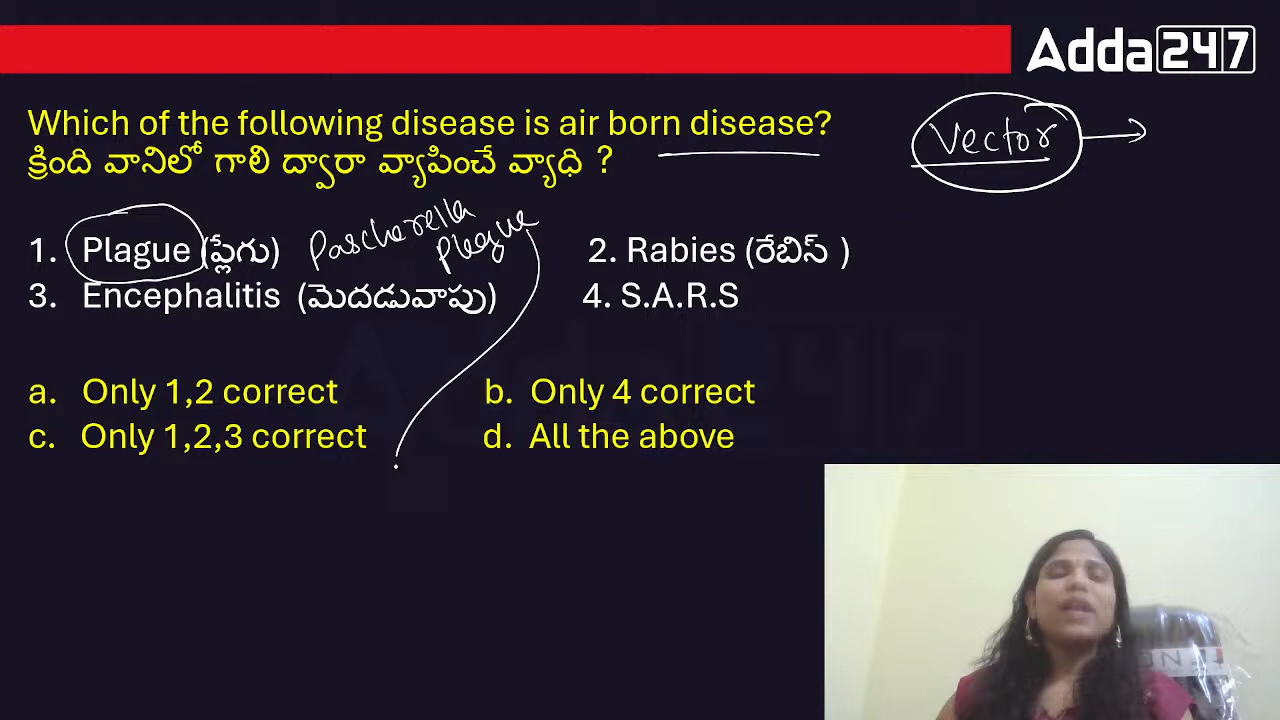 Adda247
Which of the following disease is air born disease?
Vector
క్రింది వానిలో గాలి ద్వారా వ్యాపించే వ్యాధి ?
1. Plague (ప్లేగు) Pascherella Plegue 2. Rabies (రేబిస్ )
3. Encephalitis (మెదడువాపు) 4. S.A.R.S
a. Only 1,2 correct b. Only 4 correct
c. Only 1,2,3 correct d. All the above